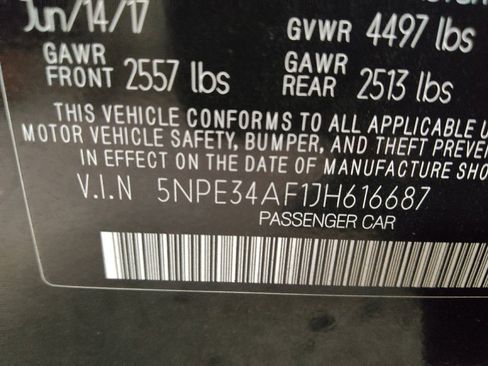 Jun/14/17 GVWR 4497 lbs
GAWR FRONT 2557 lbs GAWR REAR 2513 lbs
THIS VEHICLE CONFORMS TO ALL APPLICABLE
MOTOR VEHICLE SAFETY, BUMPER, AND THEFT
IN EFFECT ON THE DATE OF MANUFACTURE
V.I.N 5NPE34AF1JH616687
PASSENGER CAR